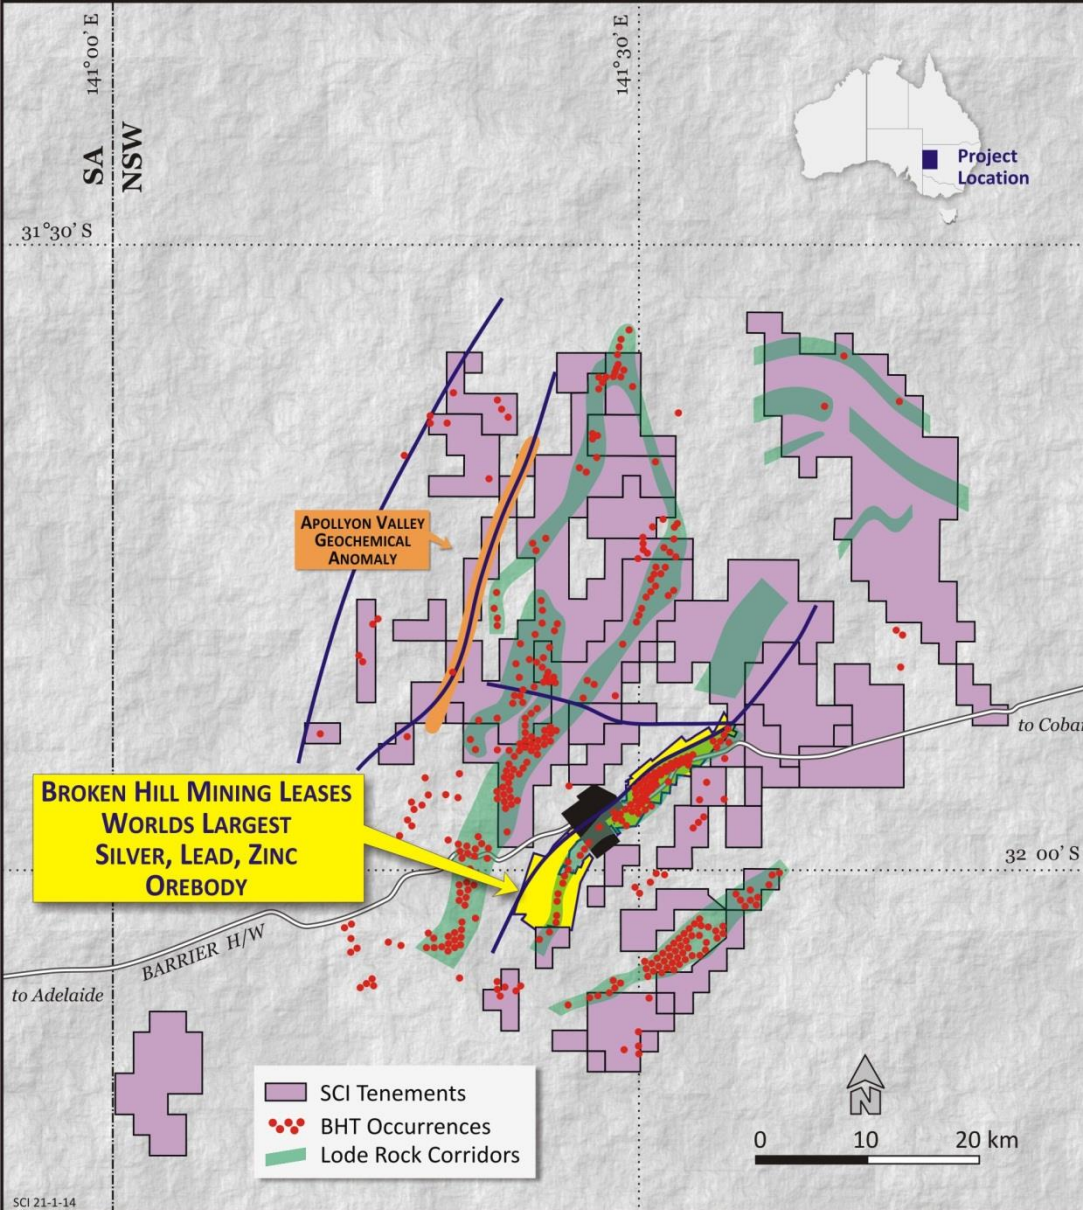 141°00' E
141°30' E
SA
NSW
Project
Location
31°30' S
APOLLYON VALLEY
GEOCHEMICAL
ANOMALY
to Cobar
BROKEN HILL MINING LEASES
WORLDS LARGEST
SILVER, LEAD, ZINC
OREBODY
32 00' S
BARRIER H/W
to Adelaide
SCI Tenements
BHT Occurrences
Lode Rock Corridors
N
0 10 20 km
SCI 21-1-14